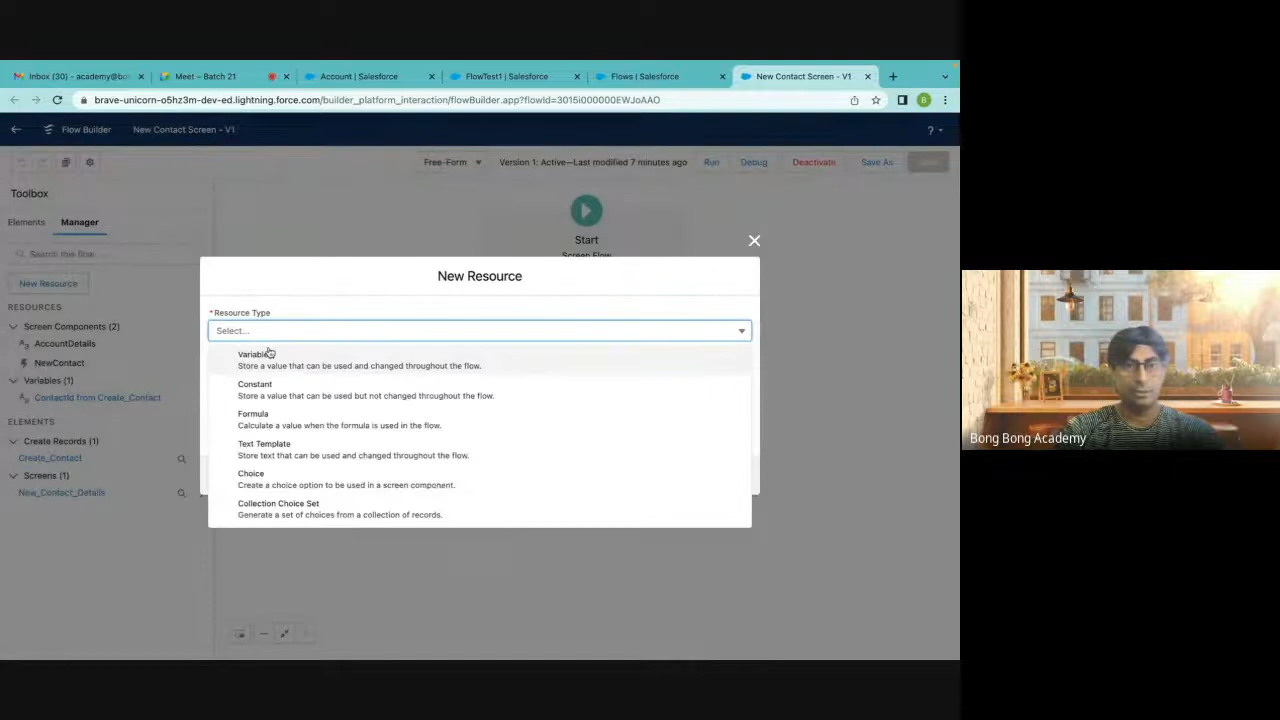 Inbox (30) - academy@bo
Meet – Batch 21
Account | Salesforce
FlowTest1 | Salesforce
Flows | Salesforce
New Contact Screen - V1
brave-unicorn-o5hz3m-dev-ed.lightning.force.com/builder_platform_interaction/flowBuilder.app?flowId=3015i000000EWJoAAO
B
Flow Builder
New Contact Screen - V1
?
Free-Form
Version 1: Active—Last modified 7 minutes ago
Run
Debug
Deactivate
Save As
Toolbox
Elements
Manager
Search this flow...
New Resource
RESOURCES
Screen Components (2)
AccountDetails
NewContact
Variables (1)
ContactId from Create_Contact
ELEMENTS
Create Records (1)
Create_Contact
Screens (1)
New_Contact_Details
Start
Screen Flow
New Resource
*Resource Type
Select...
Variable
Store a value that can be used and changed throughout the flow.
Constant
Store a value that can be used but not changed throughout the flow.
Formula
Calculate a value when the formula is used in the flow.
Text Template
Store text that can be used and changed throughout the flow.
Choice
Create a choice option to be used in a screen component.
Collection Choice Set
Generate a set of choices from a collection of records.
Bong Bong Academy